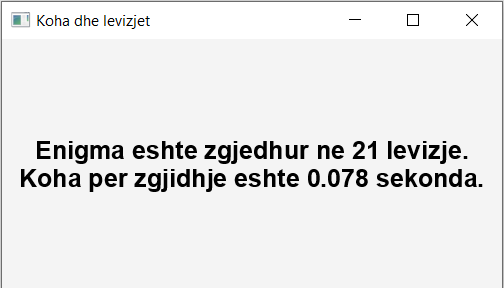 Koha dhe levizjet
Enigma eshte zgjedhur ne 21 levizje.
Koha per zgjidhje eshte 0.078 sekonda.